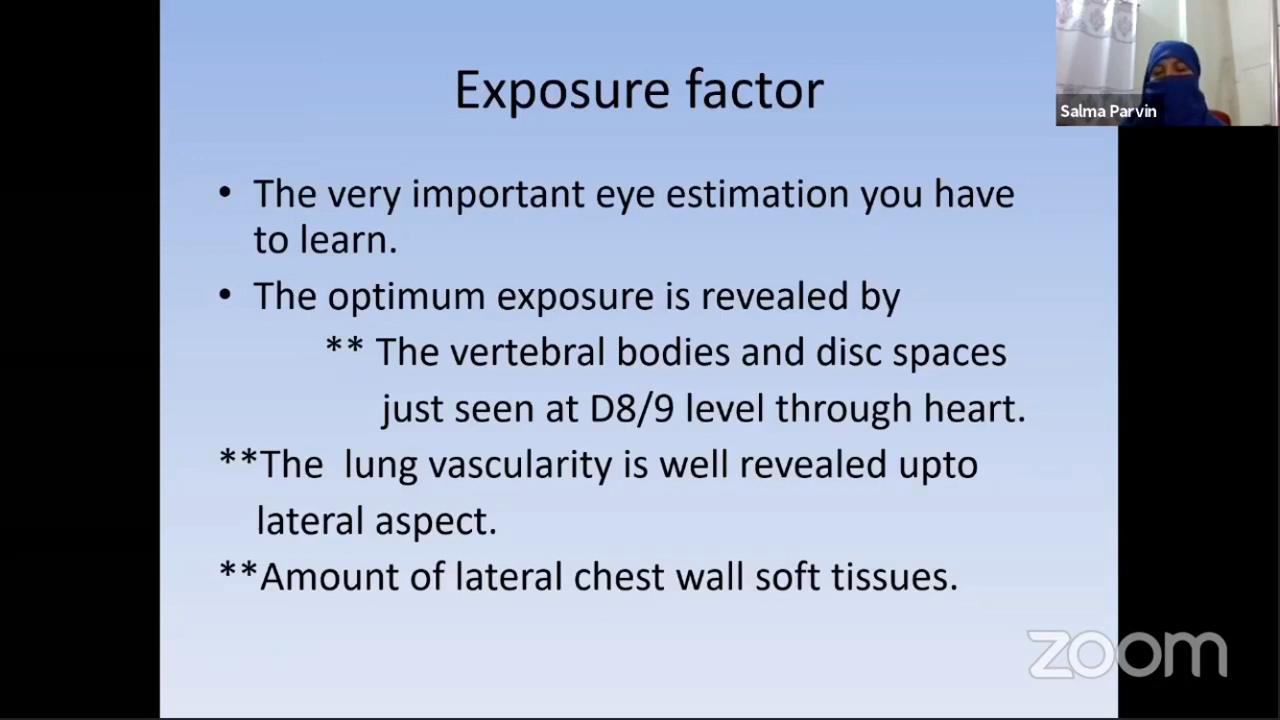 Exposure factor
Salma Parvin
• The very important eye estimation you have
to learn.
• The optimum exposure is revealed by
** The vertebral bodies and disc spaces
just seen at D8/9 level through heart.
**The lung vascularity is well revealed upto
lateral aspect.
**Amount of lateral chest wall soft tissues.
zoom